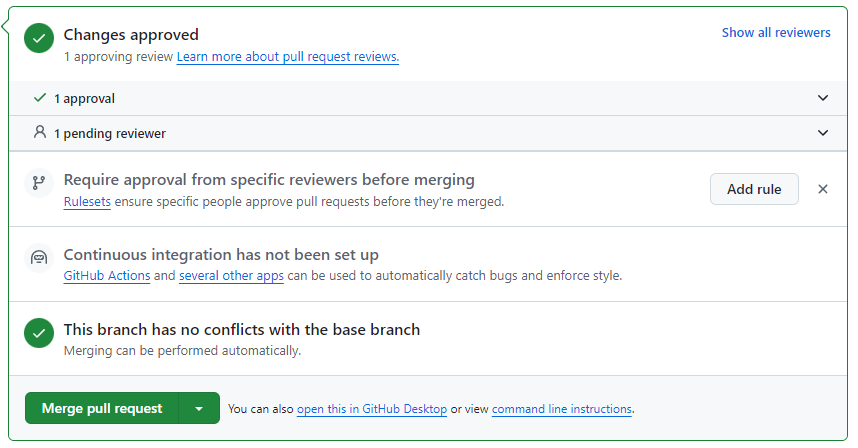 Changes approved
Show all reviewers
1 approving review Learn more about pull request reviews.
1 approval
1 pending reviewer
Require approval from specific reviewers before merging
Rulesets ensure specific people approve pull requests before they're merged.
Add rule
Continuous integration has not been set up
GitHub Actions and several other apps can be used to automatically catch bugs and enforce style.
This branch has no conflicts with the base branch
Merging can be performed automatically.
Merge pull request
You can also open this in GitHub Desktop or view command line instructions.